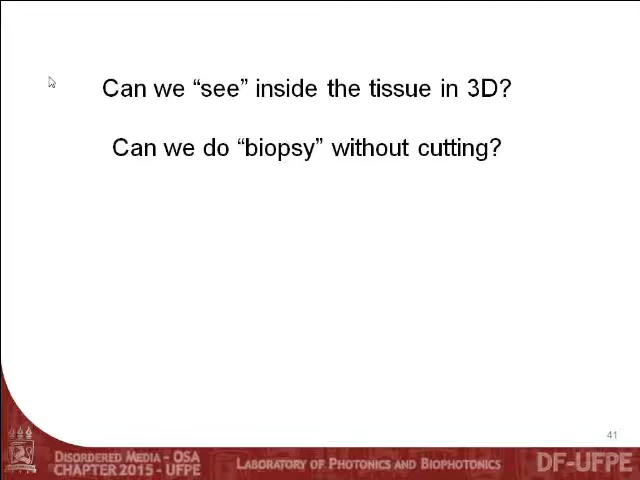 Can we “see” inside the tissue in 3D?
Can we do “biopsy” without cutting?
41
DISORDERED MEDIA - OSA
CHAPTER 2015 - UFPE
LABORATORY OF PHOTONICS AND BIOPHOTONICS
DF-UFPE